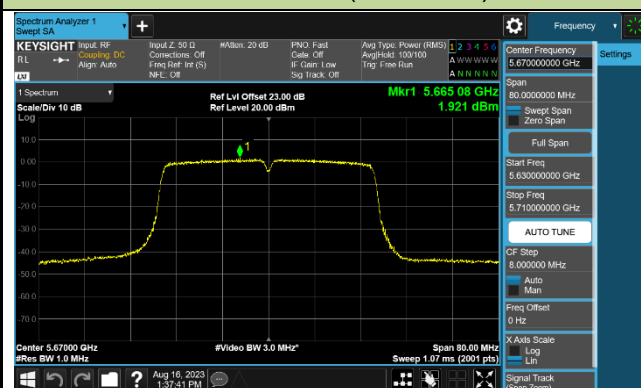 Spectrum Analyzer 1
Swept SA
Frequency
KEYSIGHT
RL
LXI
Input: RF
Coupling: DC
Align: Auto
Input Z: 50 Ω
Corrections: Off
Freq Ref: Int (S)
NFE: Off
#Atten: 20 dB
PNO: Fast
Gate: Off
IF Gain: Low
Sig Track: Off
Avg Type: Power (RMS)
Avg|Hold: 100/100
Trig: Free Run
1 2 3 4 5 6
A W W W W W
A N N N N N
Settings
Center Frequency
5.670000000 GHz
Span
80.0000000 MHz
Swept Span
Zero Span
Full Span
Start Freq
5.630000000 GHz
Stop Freq
5.710000000 GHz
AUTO TUNE
CF Step
8.000000 MHz
Auto
Man
Freq Offset
0 Hz
X Axis Scale
Log
Lin
Signal Track
(Span Zoom)
1 Spectrum
Scale/Div 10 dB
Log
Ref Lvl Offset 23.00 dB
Ref Level 20.00 dBm
Mkr1 5.665 08 GHz
1.921 dBm
1
10.0
0.00
-10.0
-20.0
-30.0
-40.0
-50.0
-60.0
-70.0
Center 5.67000 GHz
#Res BW 1.0 MHz
#Video BW 3.0 MHz*
Span 80.00 MHz
Sweep 1.07 ms (2001 pts)
Aug 16, 2023
1:37:41 PM